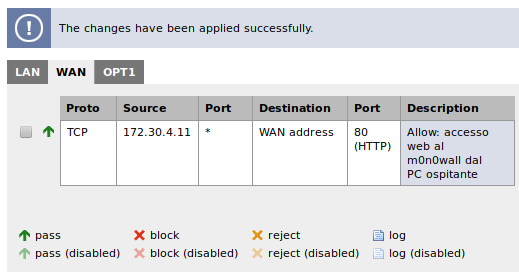 The changes have been applied successfully.
LAN WAN OPT1
Proto Source Port Destination Port Description
TCP 172.30.4.11 * WAN address 80 Allow: accesso
(HTTP) web al
m0n0wall dal
PC ospitante
pass block reject log
pass (disabled) block (disabled) reject (disabled) log (disabled)